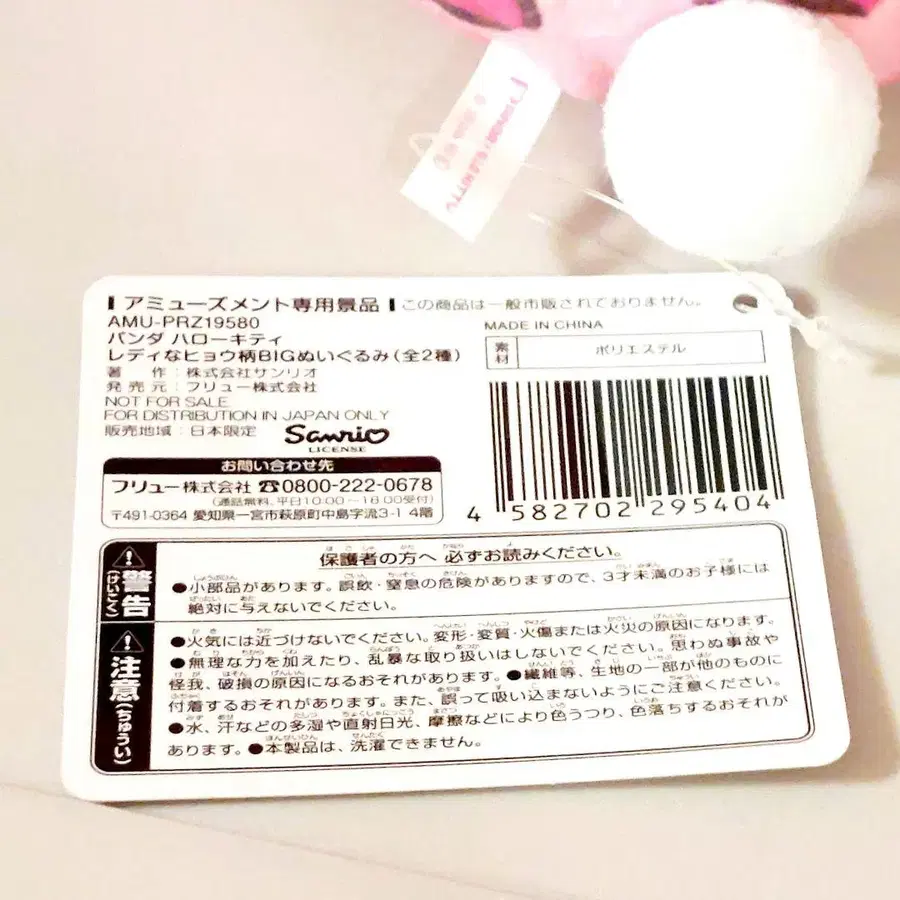 アミューズメント専用景品
この商品は一般市販されておりません。
AMU-PRZ19580
パンダ ハローキティ
レディなヒョウ柄BIGぬいぐるみ(全2種)
著 作:株式会社サンリオ
発 売 元:フリュー株式会社
NOT FOR SALE
FOR DISTRIBUTION IN JAPAN ONLY
販売地域:日本限定
Sanrio
LICENSE
MADE IN CHINA
素材
ポリエステル
4 582702 295404
お問い合わせ先
フリュー株式会社 ☎0800-222-0678
(通話無料、平日10:00~16:00受付)
〒491-0364 愛知県一宮市萩原町中島字流3-1 4階
警告(けいこく)
保護者の方へ 必ずお読みください。
●小部品があります。誤飲・窒息の危険がありますので、3才未満のお子様には
絶対に与えないでください。
注意(ちゅうい)
●火気には近づけないでください。変形・変質・火傷または火災の原因になります。
●無理な力を加えたり、乱暴な取り扱いはしないでください。思わぬ事故や
怪我、破損の原因になるおそれがあります。●繊維等、生地の一部が他のものに
付着するおそれがあります。また、誤って吸い込まないようにご注意ください。
●水、汗などの多湿や直射日光、摩擦などにより色うつり、色落ちするおそれが
あります。●本製品は、洗濯できません。